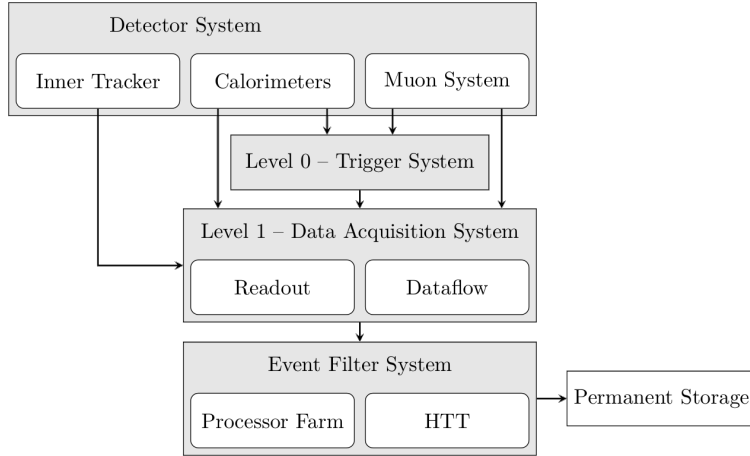 Detector System
Inner Tracker
Calorimeters
Muon System
Level 0 – Trigger System
Level 1 – Data Acquisition System
Readout
Dataflow
Event Filter System
Processor Farm
HTT
Permanent Storage